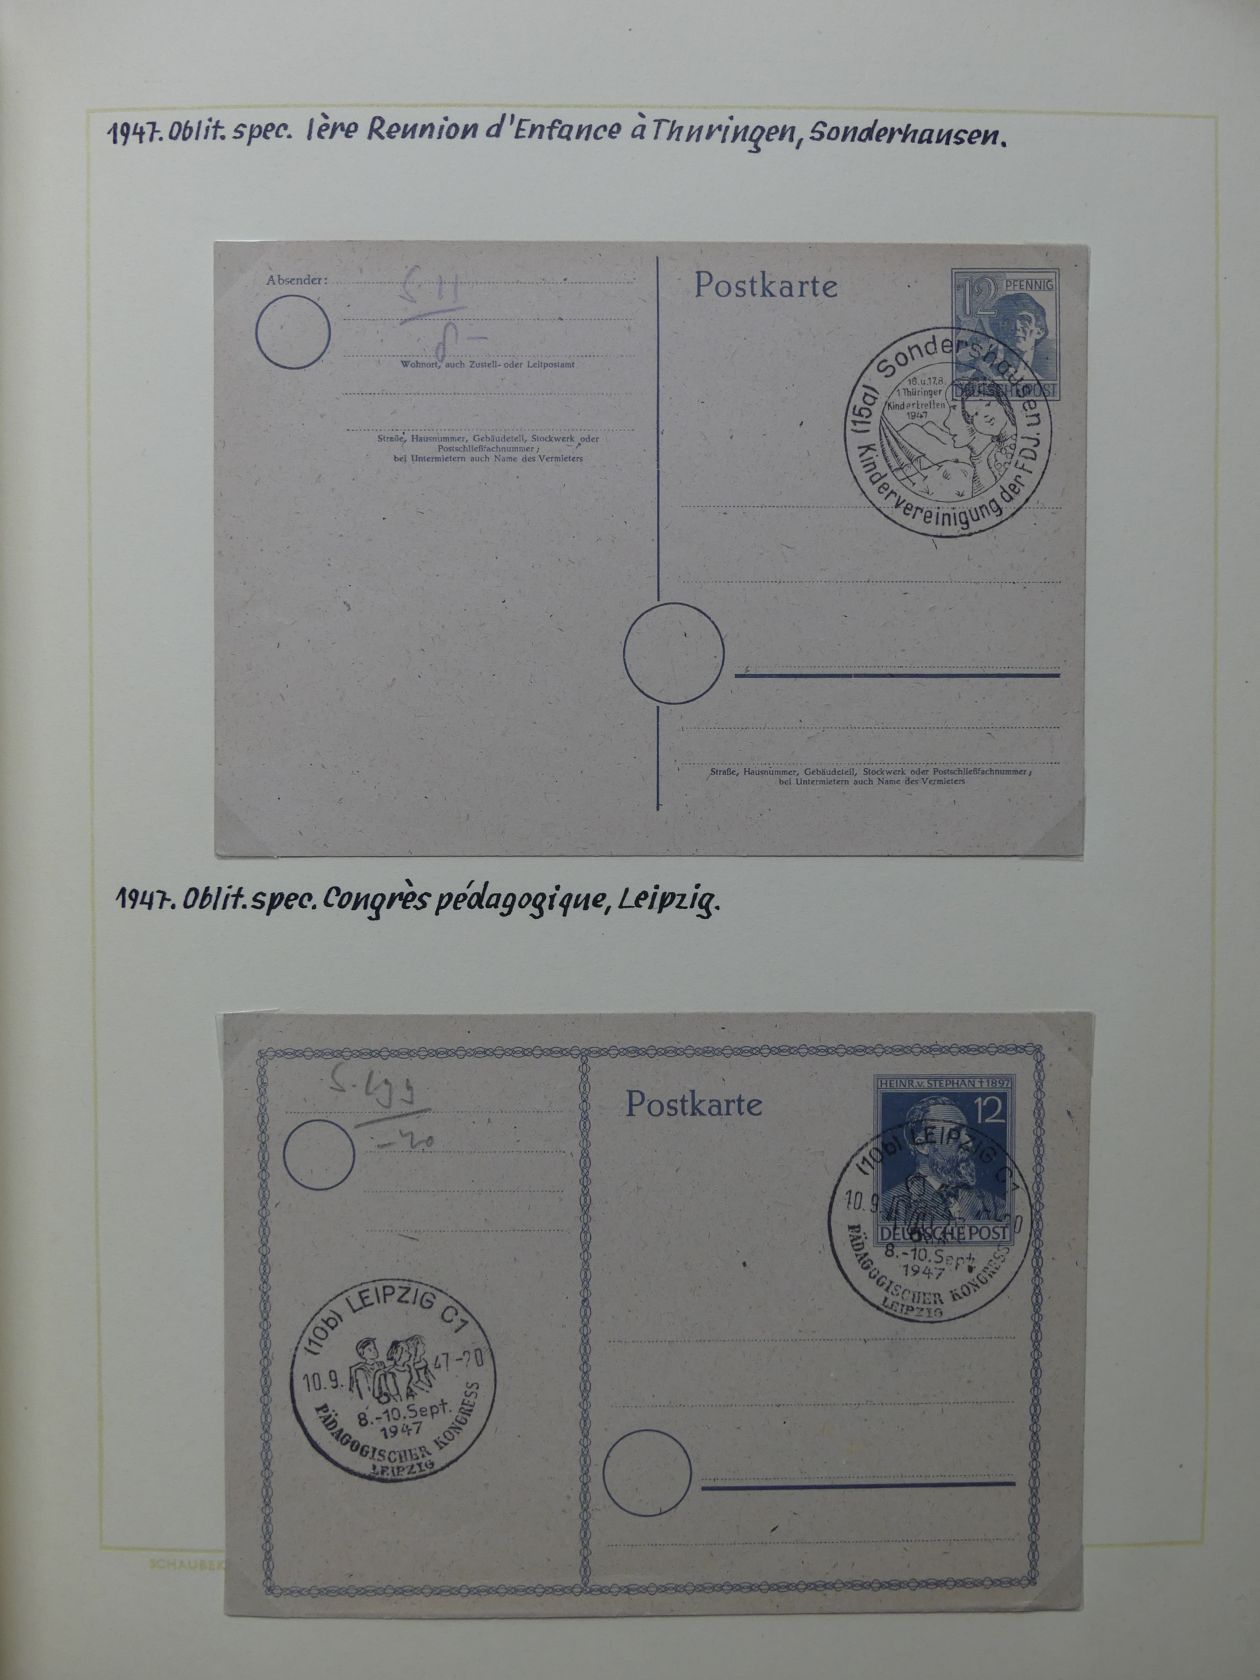 1947. Oblit. spec. 1ère Reunion d'Enfance à Thuringen, Sonderhausen.
Absender:
Wohnort, auch Zustell- oder Leitpostamt
Straße, Hausnummer, Gebäudeteil, Stockwerk oder
Postschließfachnummer;
bei Untermietern auch Name des Vermieters
Postkarte
12 PFENNIG
DEUTSCHE POST
(15a) Sondershausen.
16. u. 17.8.
1. Thüringer
Kindertreffen
1947
Kindervereinigung der FDJ.
Straße, Hausnummer, Gebäudeteil, Stockwerk oder Postschließfachnummer;
bei Untermietern auch Name des Vermieters
1947. Oblit. spec. Congrès pédagogique, Leipzig.
Postkarte
HEINR. v. STEPHAN † 1897
12
DEUTSCHE POST
(10b) LEIPZIG C1
10.9.
8.-10. Sept.
1947
PÄDAGOGISCHER KONGRESS
LEIPZIG
(10b) LEIPZIG C1
10.9. 47-20
8.-10. Sept.
1947
PÄDAGOGISCHER KONGRESS
LEIPZIG